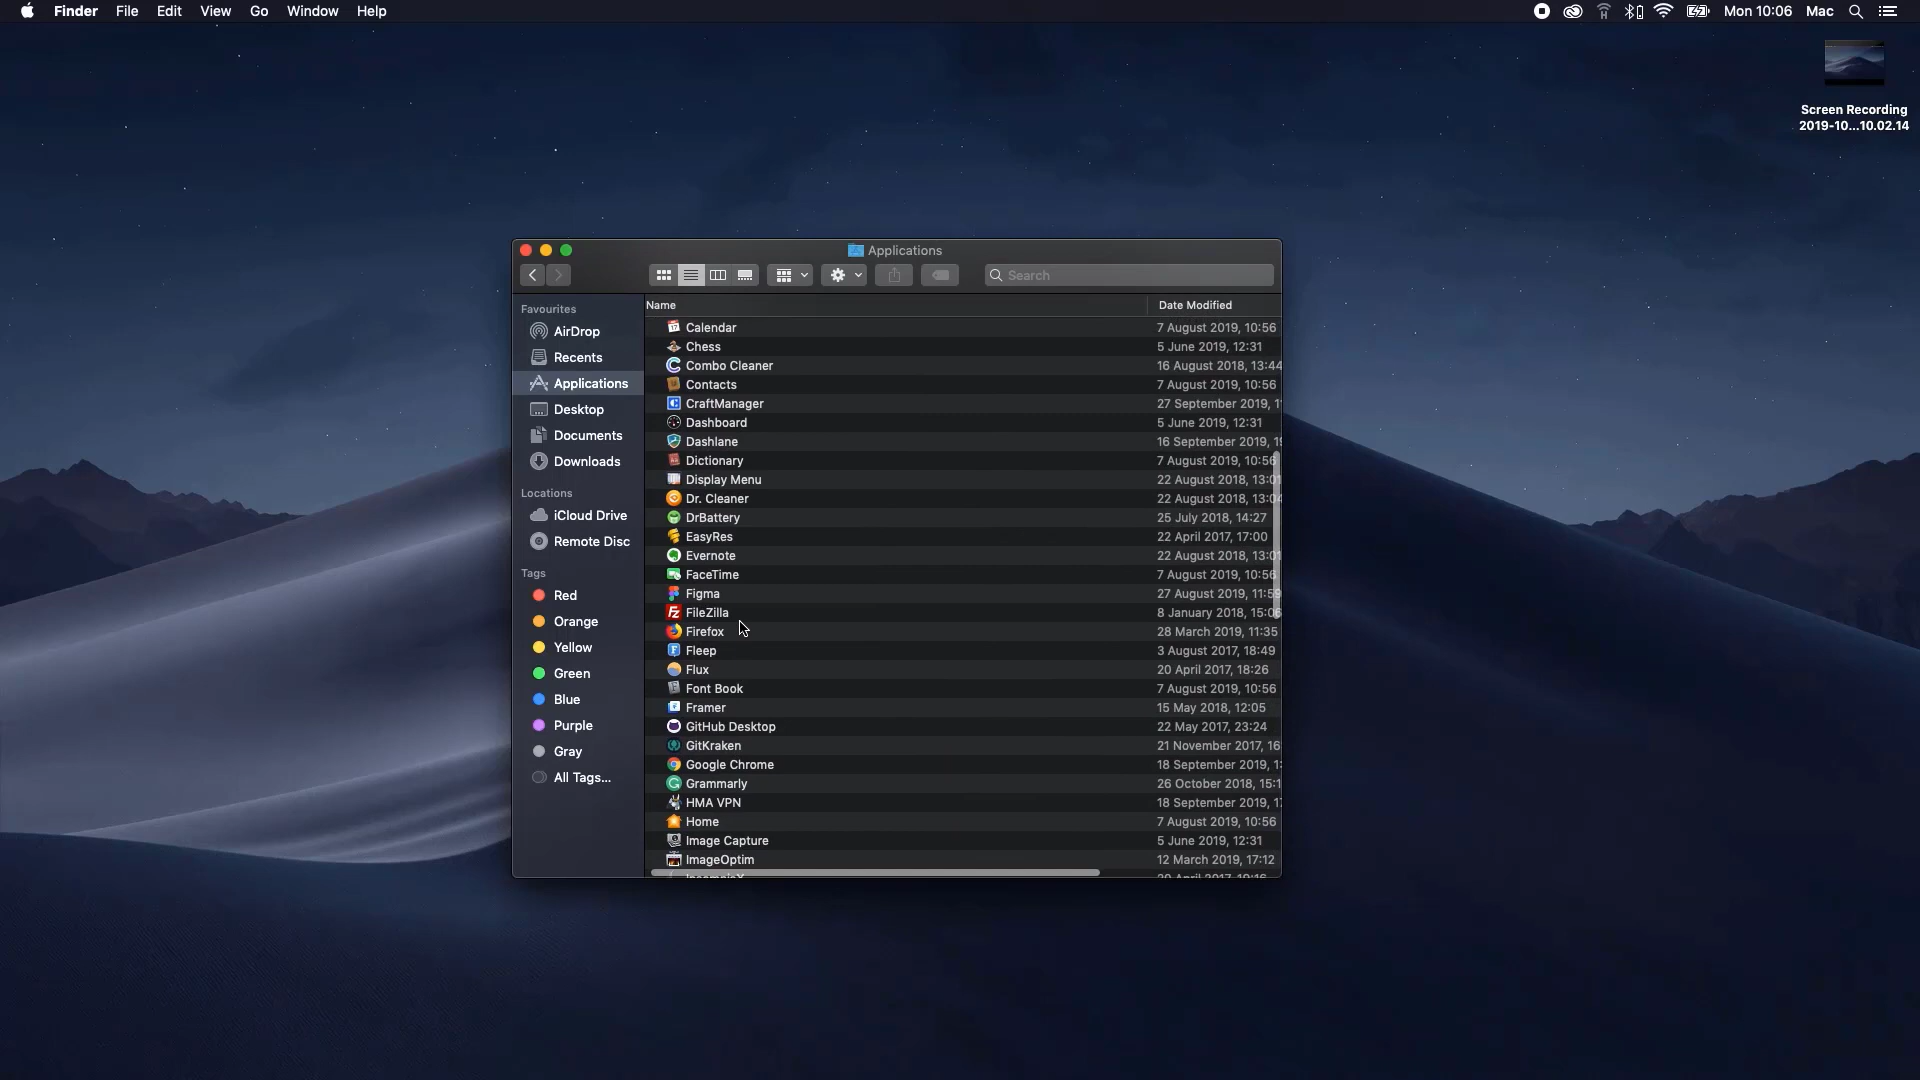 Finder File Edit View Go Window Help Mon 10:06 Mac
Screen Recording
2019-10...10.02.14
Applications
Search
Favourites
AirDrop
Recents
Applications
Desktop
Documents
Downloads
Locations
iCloud Drive
Remote Disc
Tags
Red
Orange
Yellow
Green
Blue
Purple
Gray
All Tags...
Name Date Modified
Calendar 7 August 2019, 10:56
Chess 5 June 2019, 12:31
Combo Cleaner 16 August 2018, 13:44
Contacts 7 August 2019, 10:56
CraftManager 27 September 2019, 1
Dashboard 5 June 2019, 12:31
Dashlane 16 September 2019, 1
Dictionary 7 August 2019, 10:56
Display Menu 22 August 2018, 13:01
Dr. Cleaner 22 August 2018, 13:04
DrBattery 25 July 2018, 14:27
EasyRes 22 April 2017, 17:00
Evernote 22 August 2018, 13:01
FaceTime 7 August 2019, 10:56
Figma 27 August 2019, 11:59
FileZilla 8 January 2018, 15:06
Firefox 28 March 2019, 11:35
Fleep 3 August 2017, 18:49
Flux 20 April 2017, 18:26
Font Book 7 August 2019, 10:56
Framer 15 May 2018, 12:05
GitHub Desktop 22 May 2017, 23:24
GitKraken 21 November 2017, 16
Google Chrome 18 September 2019, 1
Grammarly 26 October 2018, 15:1
HMA VPN 18 September 2019, 1
Home 7 August 2019, 10:56
Image Capture 5 June 2019, 12:31
ImageOptim 12 March 2019, 17:12